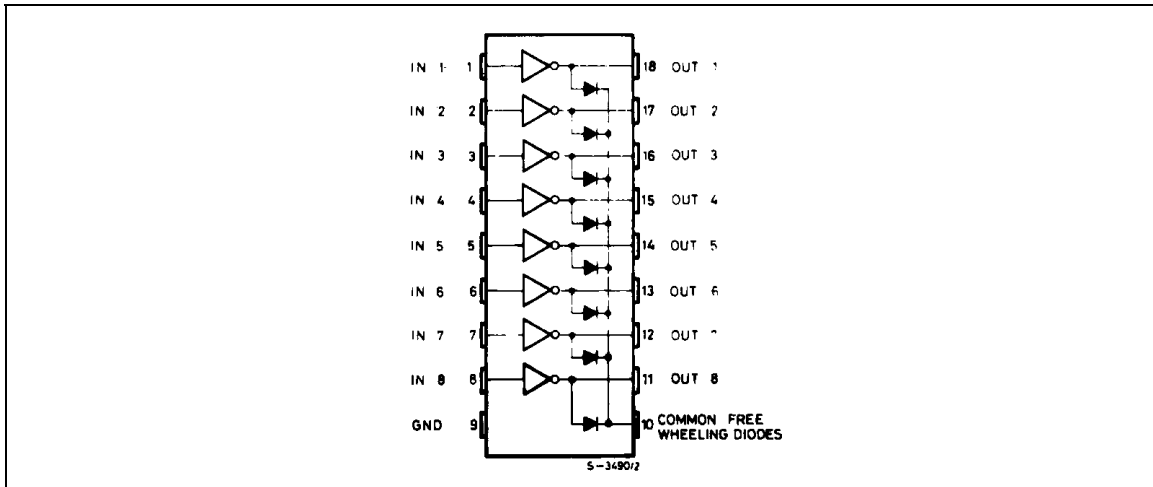 IN 1 1 18 OUT 1
IN 2 2 17 OUT 2
IN 3 3 16 OUT 3
IN 4 4 15 OUT 4
IN 5 5 14 OUT 5
IN 6 6 13 OUT 6
IN 7 7 12 OUT
IN 8 8 11 OUT 8
GND 9 10 COMMON FREE
WHEELING DIODES
S-3490/2